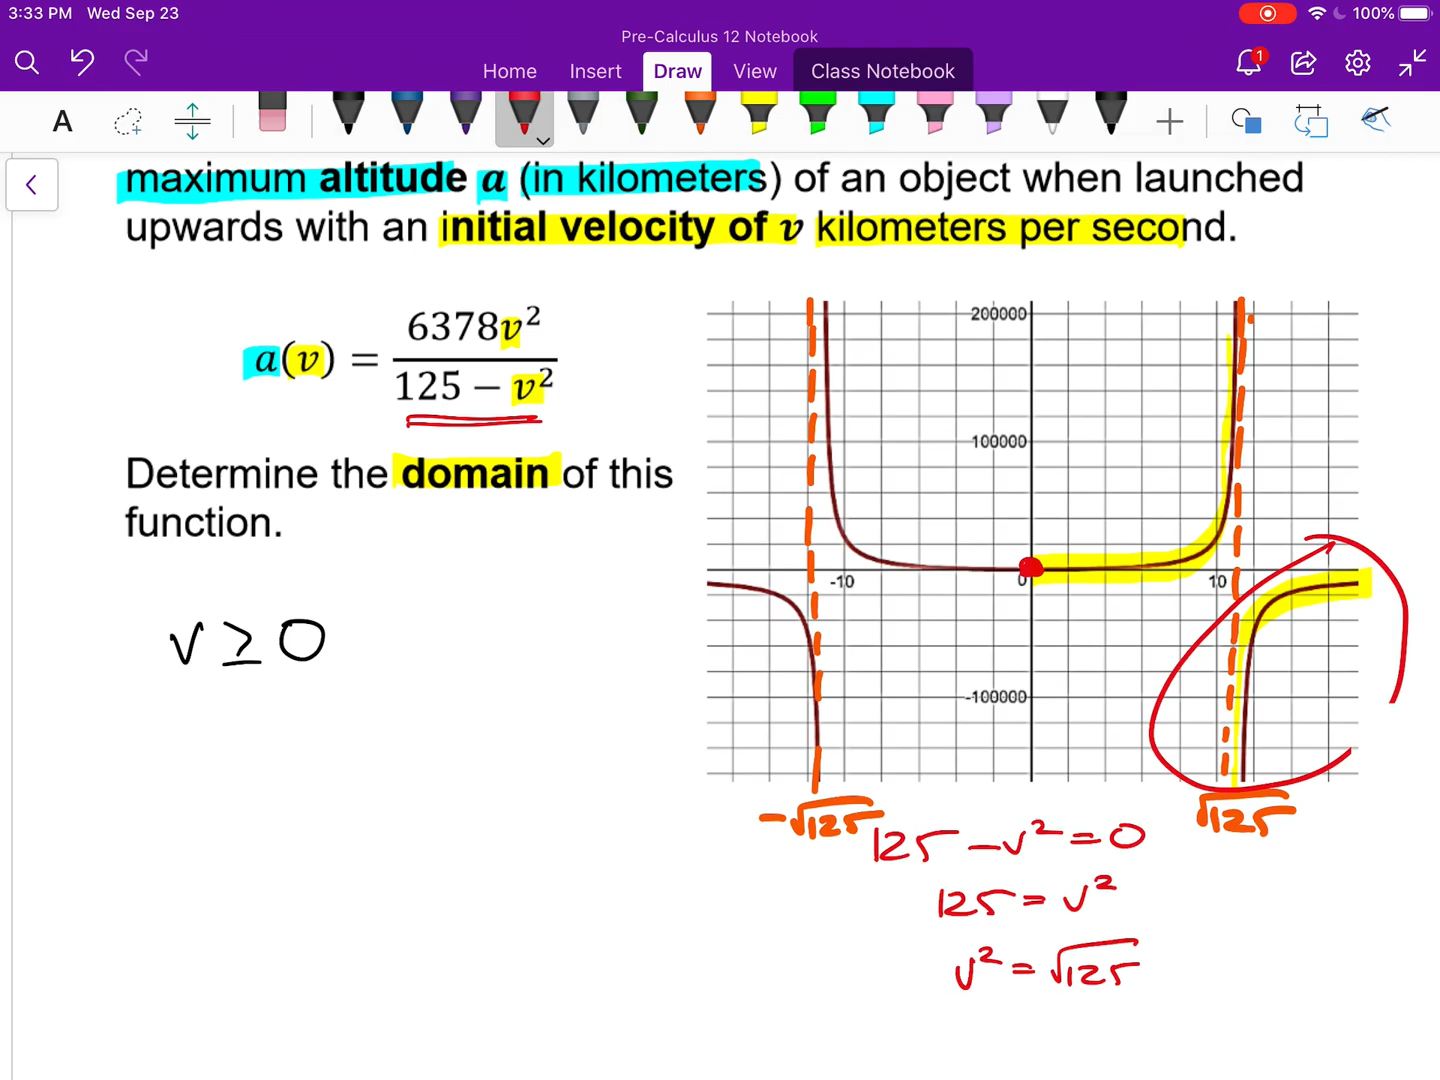 3:33 PM Wed Sep 23
100%
Pre-Calculus 12 Notebook
1
Home Insert Draw View Class Notebook
A
maximum altitude a (in kilometers) of an object when launched
upwards with an initial velocity of v kilometers per second.
a(v) = 6378v² / 125 − v²
Determine the domain of this
function.
v ≥ 0
200000
100000
-10 0 10
-100000
-√125 √125
125 - v² = 0
125 = v²
v² = √125